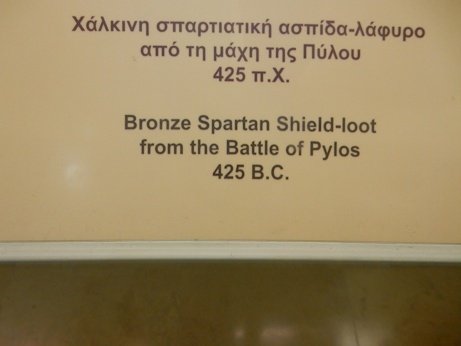 Χάλκινη σπαρτιατική ασπίδα-λάφυρο
από τη μάχη της Πύλου
425 π.Χ.
Bronze Spartan Shield-loot
from the Battle of Pylos
425 B.C.